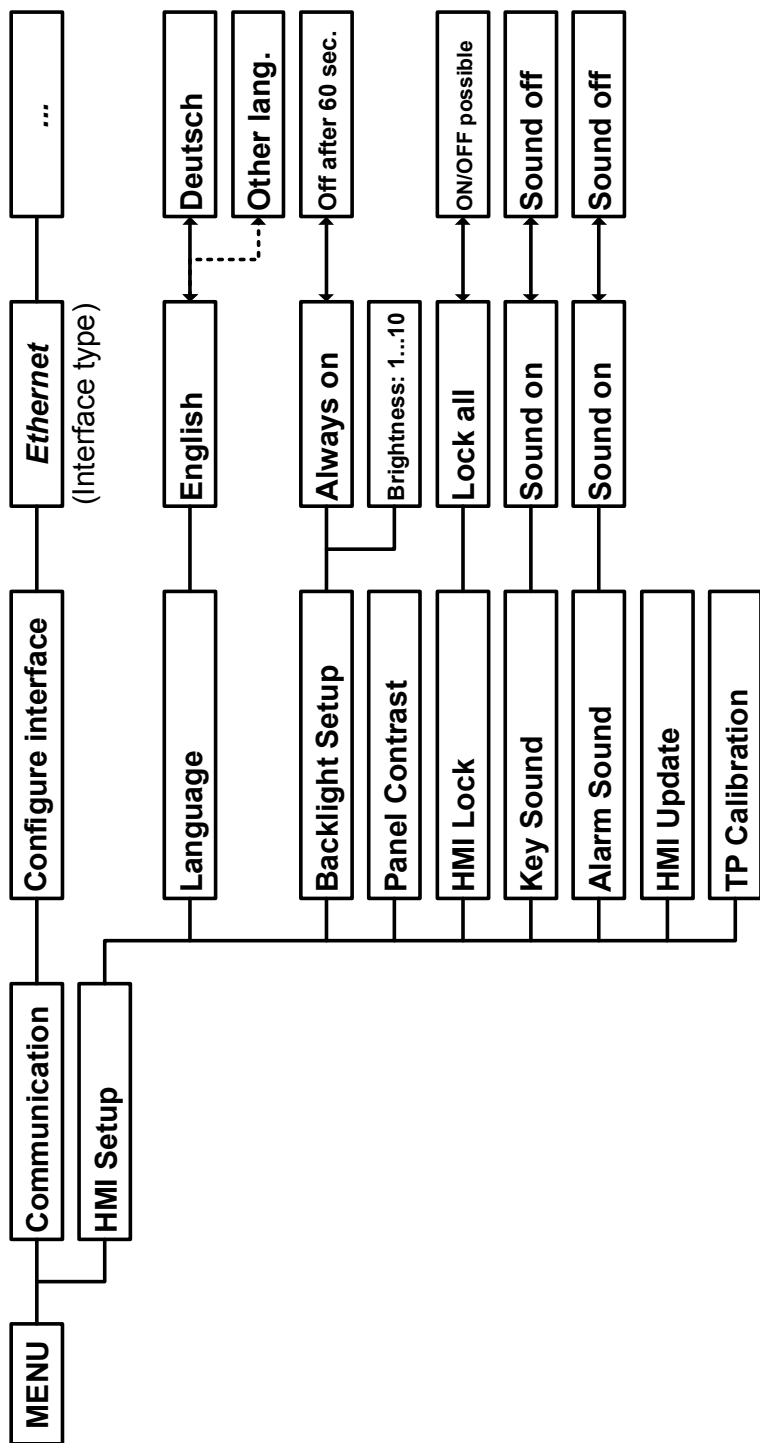 MENU
Communication
Configure interface
Ethernet
(Interface type)
...
HMI Setup
Language
English
Deutsch
Other lang.
Backlight Setup
Always on
Off after 60 sec.
Brightness: 1...10
Panel Contrast
HMI Lock
Lock all
ON/OFF possible
Key Sound
Sound on
Sound off
Alarm Sound
Sound on
Sound off
HMI Update
TP Calibration